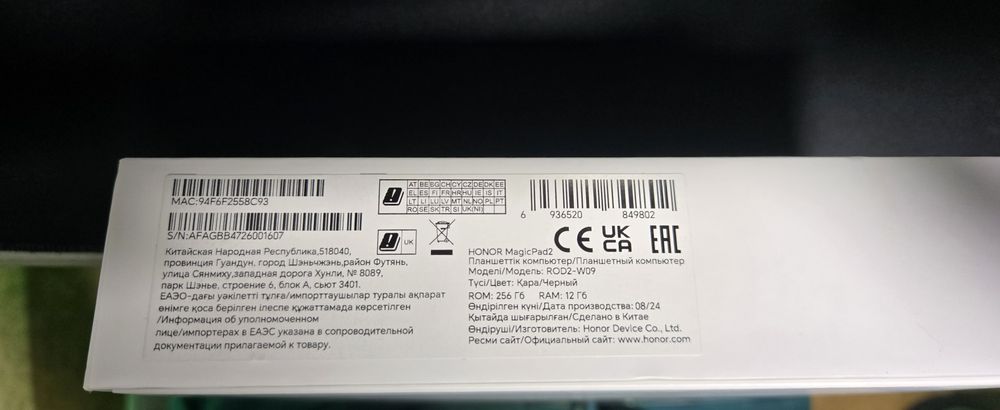 MAC:94F6F2558C93
S/N:AFAGBB4726001607
Китайская Народная Республика,518040,
провинция Гуандун, город Шэньчжэнь,район Футянь,
улица Сянмиху,западная дорога Хунли, № 8089,
парк Шэнье, строение 6, блок А, сьют 3401.
ЕАЭО-дағы уәкілетті тұлға/импорттаушылар туралы ақпарат
өнімге қоса берілген ілеспе құжаттамада көрсетілген
/Информация об уполномоченном
лице/импортерах в ЕАЭС указана в сопроводительной
документации прилагаемой к товару.
AT BE BG CH CY CZ DE DK EE
EL ES FI FR HR HU IE IS IT
LT LI LU LV MT NL NO PL PT
RO SE SK TR SI UK(NI)
UK
6 936520 849802
CE UK CA EAC
HONOR MagicPad2
Планшеттік компьютер/Планшетный компьютер
Моделі/Модель: ROD2-W09
Түсі/Цвет: Қара/Черный
ROM: 256 Гб RAM: 12 Гб
Өндірілген күні/Дата производства: 08/24
Қытайда шығарылған/Сделано в Китае
Өндіруші/Изготовитель: Honor Device Co., Ltd.
Ресми сайт/Официальный сайт: www.honor.com